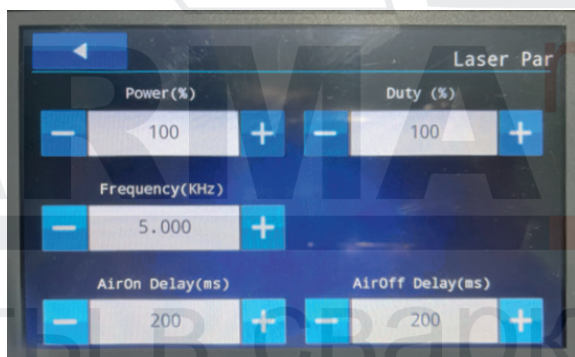 Laser Par
Power(%) Duty (%)
− 100 + − 100 +
Frequency(KHz)
− 5.000 +
AirOn Delay(ms) AirOff Delay(ms)
− 200 + − 200 +